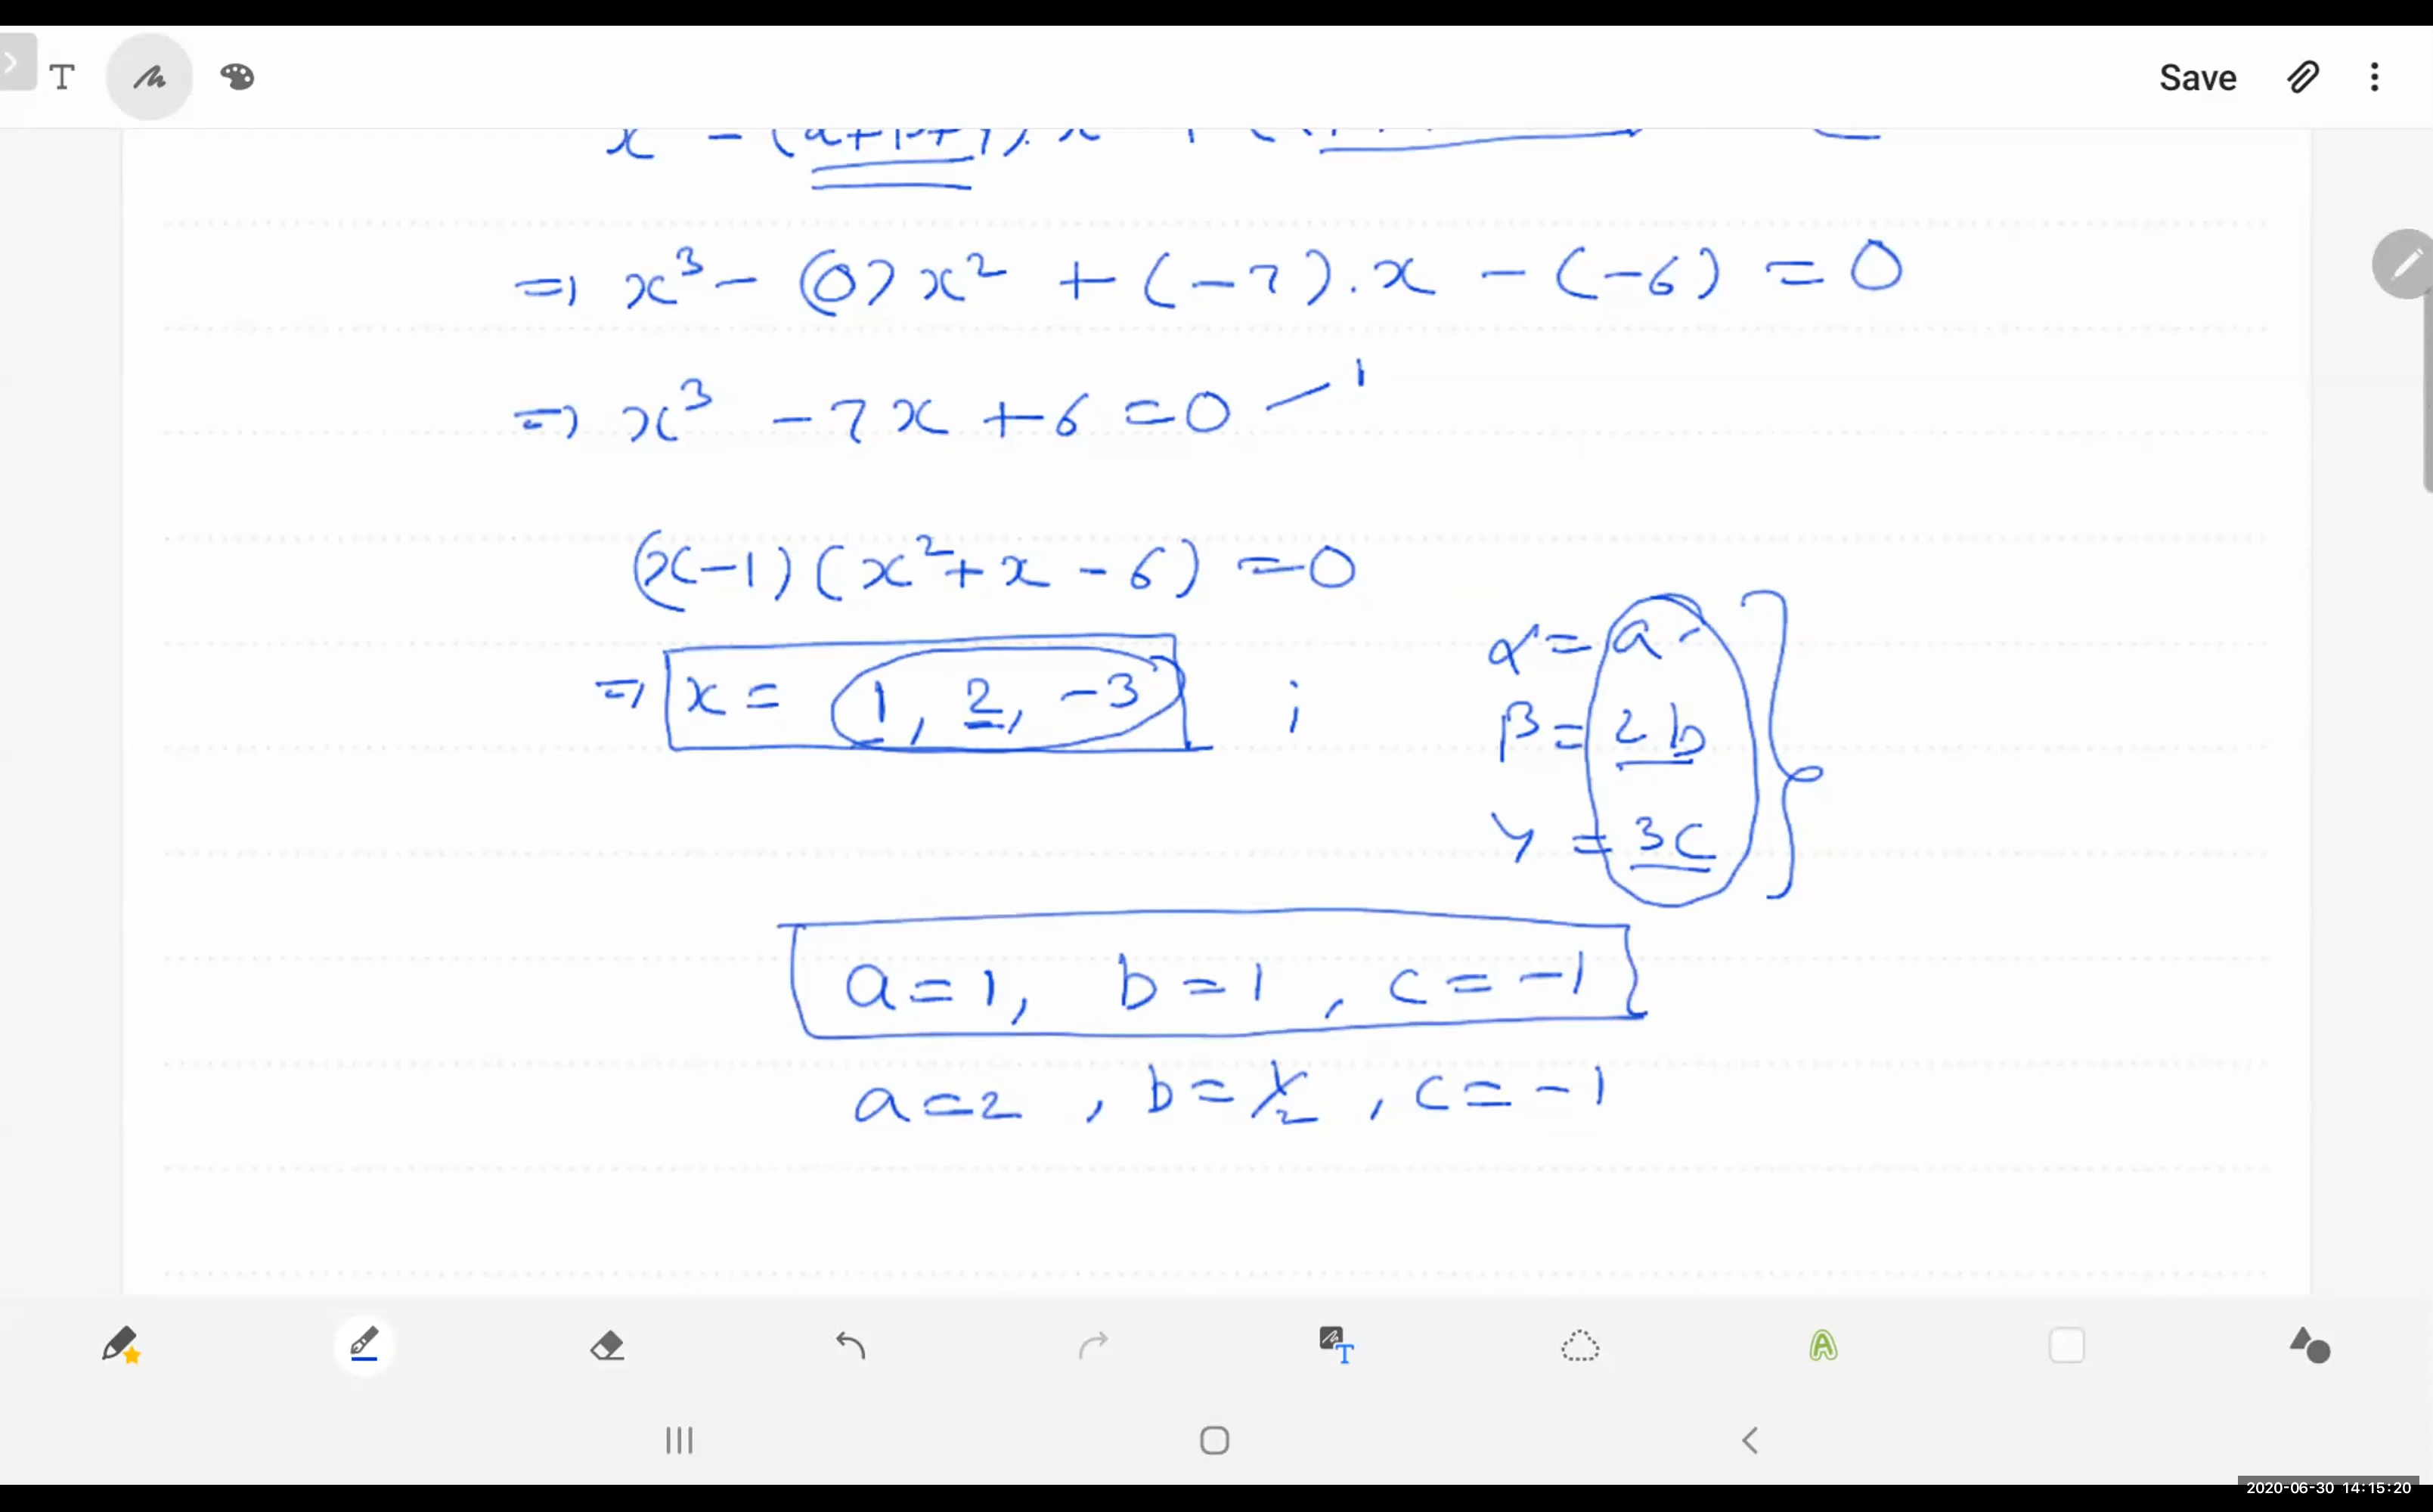 T Save
⇒ x³ - (0) x² + (-7).x - (-6) = 0
⇒ x³ - 7x + 6 = 0 — 1
(x-1)(x²+x-6) = 0
⇒ x = 1, 2, -3 ;
α = a
β = 2b
γ = 3c
a=1, b=1, c=-1
a=2, b=1/2, c=-1
A
2020-06-30 14:15:20